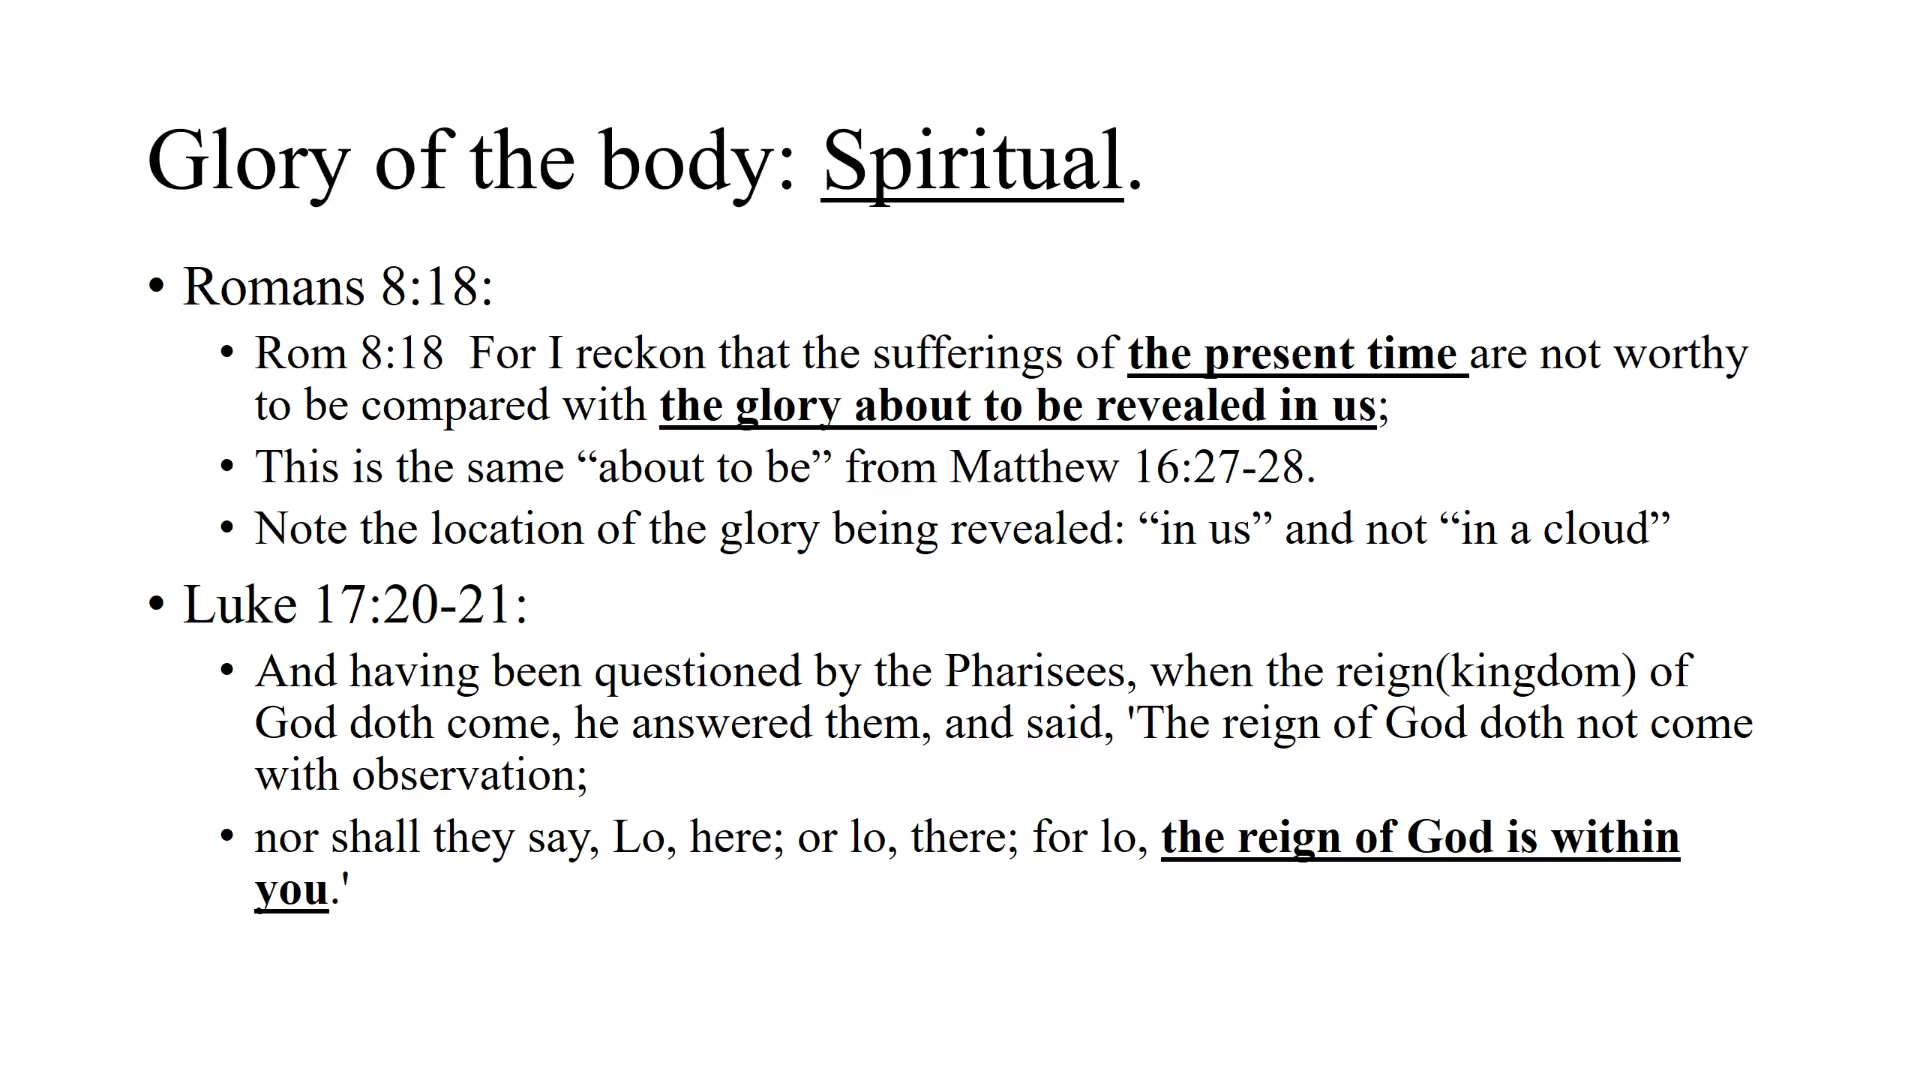 Glory of the body: Spiritual.
• Romans 8:18:
• Rom 8:18  For I reckon that the sufferings of the present time are not worthy
to be compared with the glory about to be revealed in us;
• This is the same “about to be” from Matthew 16:27-28.
• Note the location of the glory being revealed: “in us” and not “in a cloud”
• Luke 17:20-21:
• And having been questioned by the Pharisees, when the reign(kingdom) of
God doth come, he answered them, and said, 'The reign of God doth not come
with observation;
• nor shall they say, Lo, here; or lo, there; for lo, the reign of God is within
you.'